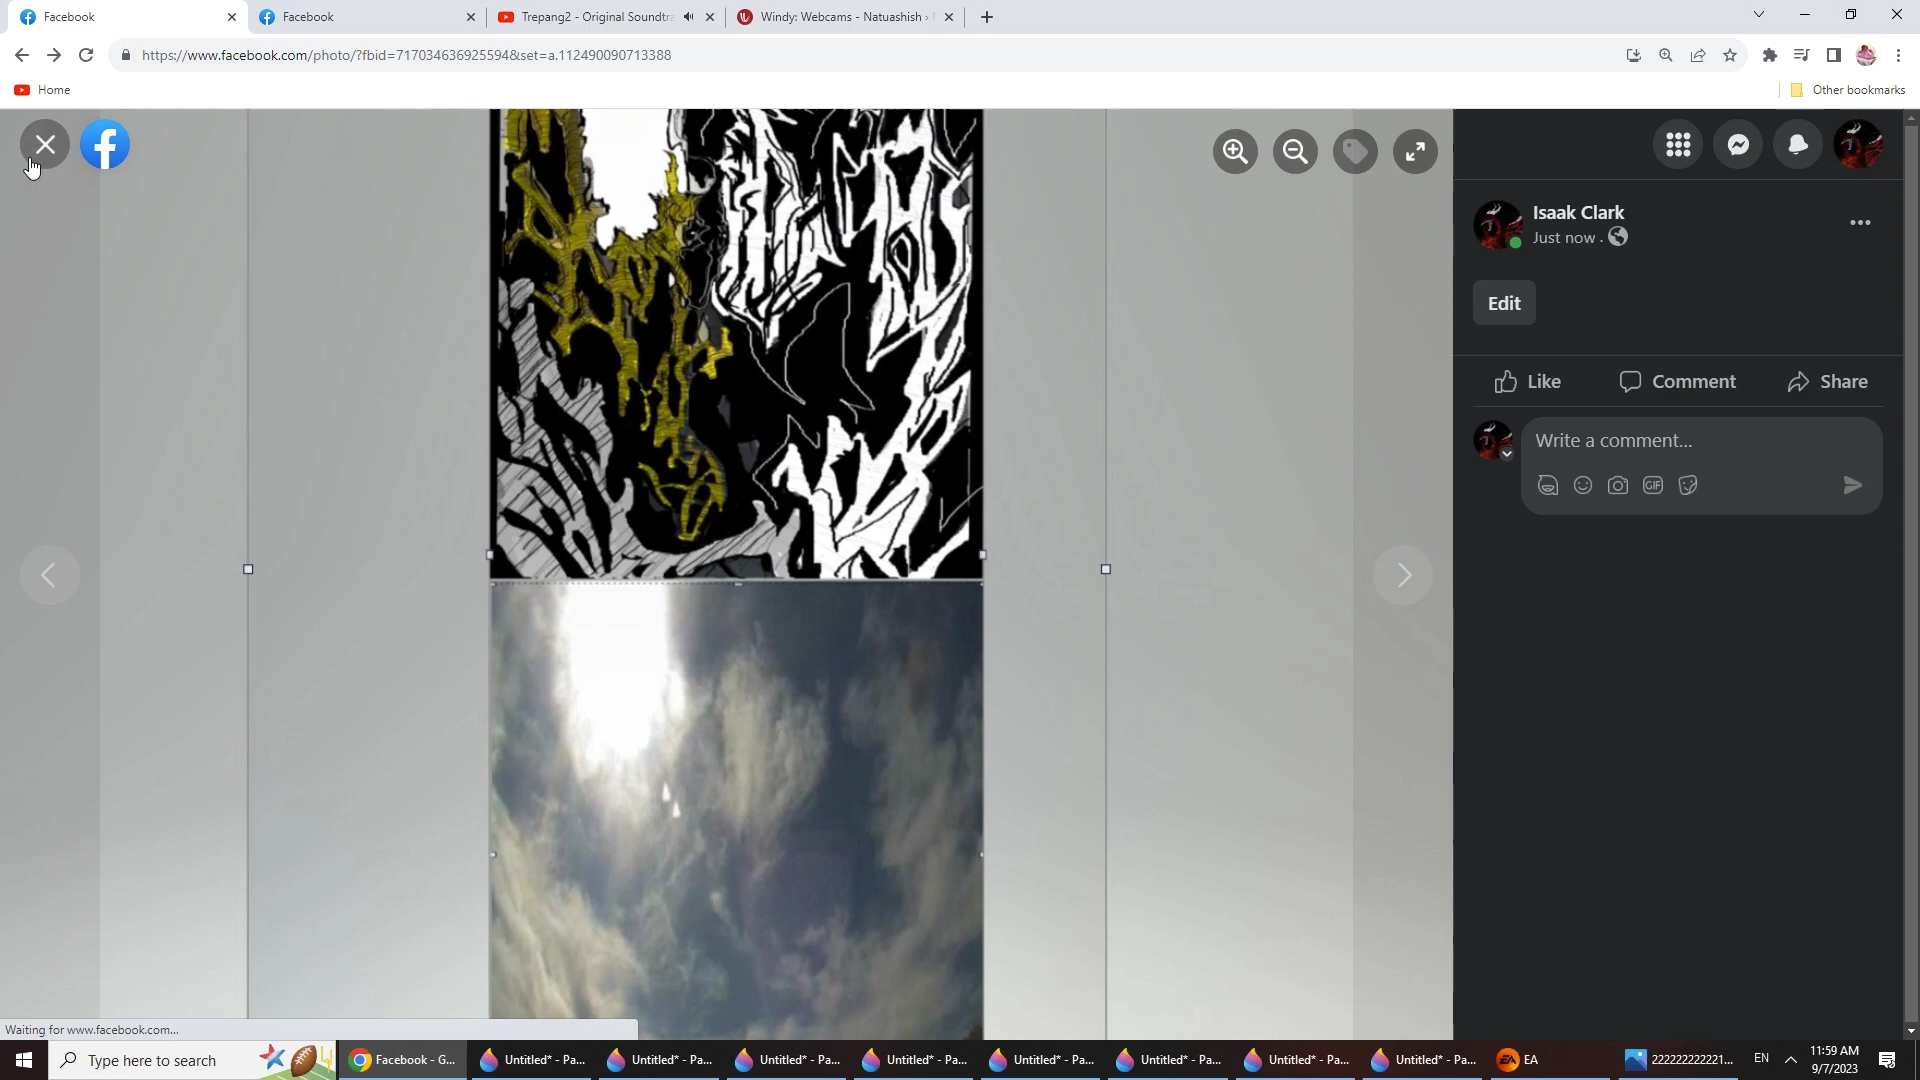 Facebook
Facebook
Trepang2 - Original Soundtra
Windy: Webcams - Natuashish ›
https://www.facebook.com/photo/?fbid=717034636925594&set=a.112490090713388
Home
Other bookmarks
Isaak Clark
Just now ·
Edit
Like
Comment
Share
Write a comment...
GIF
Waiting for www.facebook.com...
Type here to search
Facebook - G...
Untitled* - Pa...
Untitled* - Pa...
Untitled* - Pa...
Untitled* - Pa...
Untitled* - Pa...
Untitled* - Pa...
Untitled* - Pa...
Untitled* - Pa...
EA
EA
222222222221...
EN
11:59 AM
9/7/2023